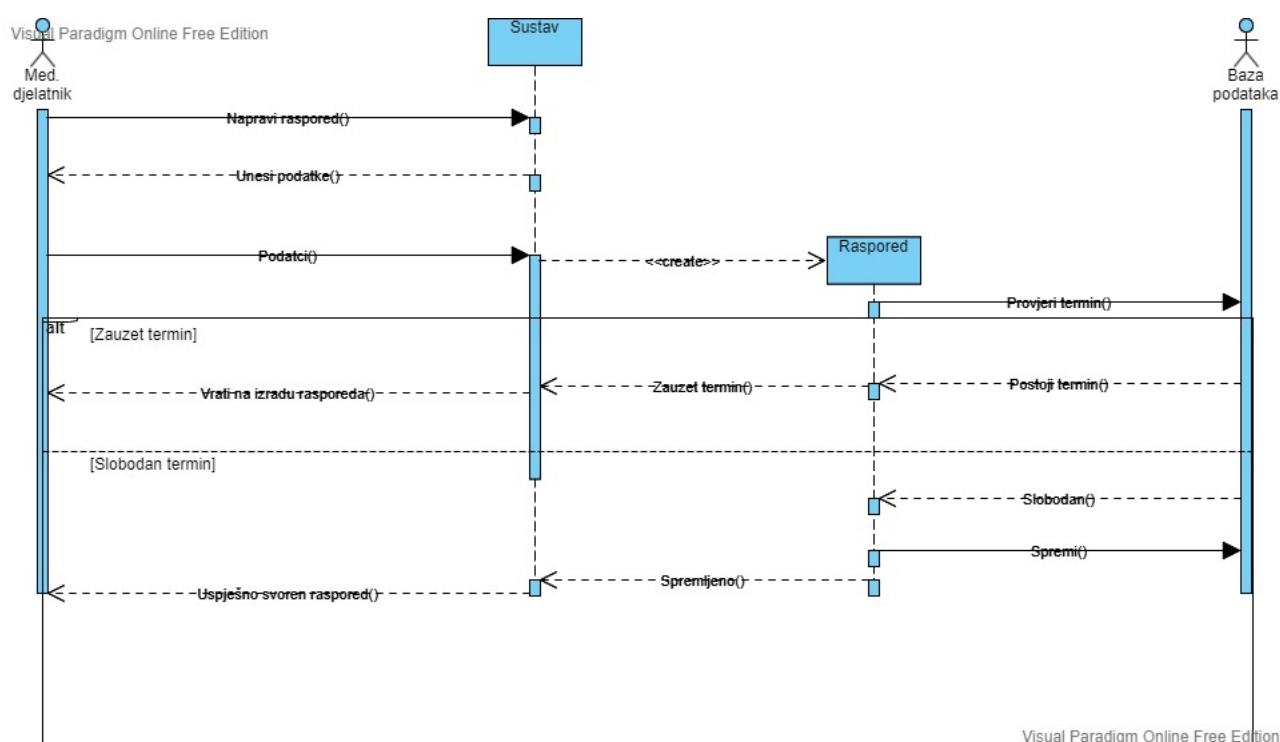 Visual Paradigm Online Free Edition
Sustav
Med.
djelatnik
Baza
podataka
Napravi raspored()
Unesi podatke()
Raspored
Podatci()
<<create>>
Provjeri termin()
alt
[Zauzet termin]
Vrati na izradu rasporeda()
Zauzet termin()
Postoji termin()
[Slobodan termin]
Slobodan()
Spremi()
Spremljeno()
Uspješno svoren raspored()
Visual Paradigm Online Free Edition